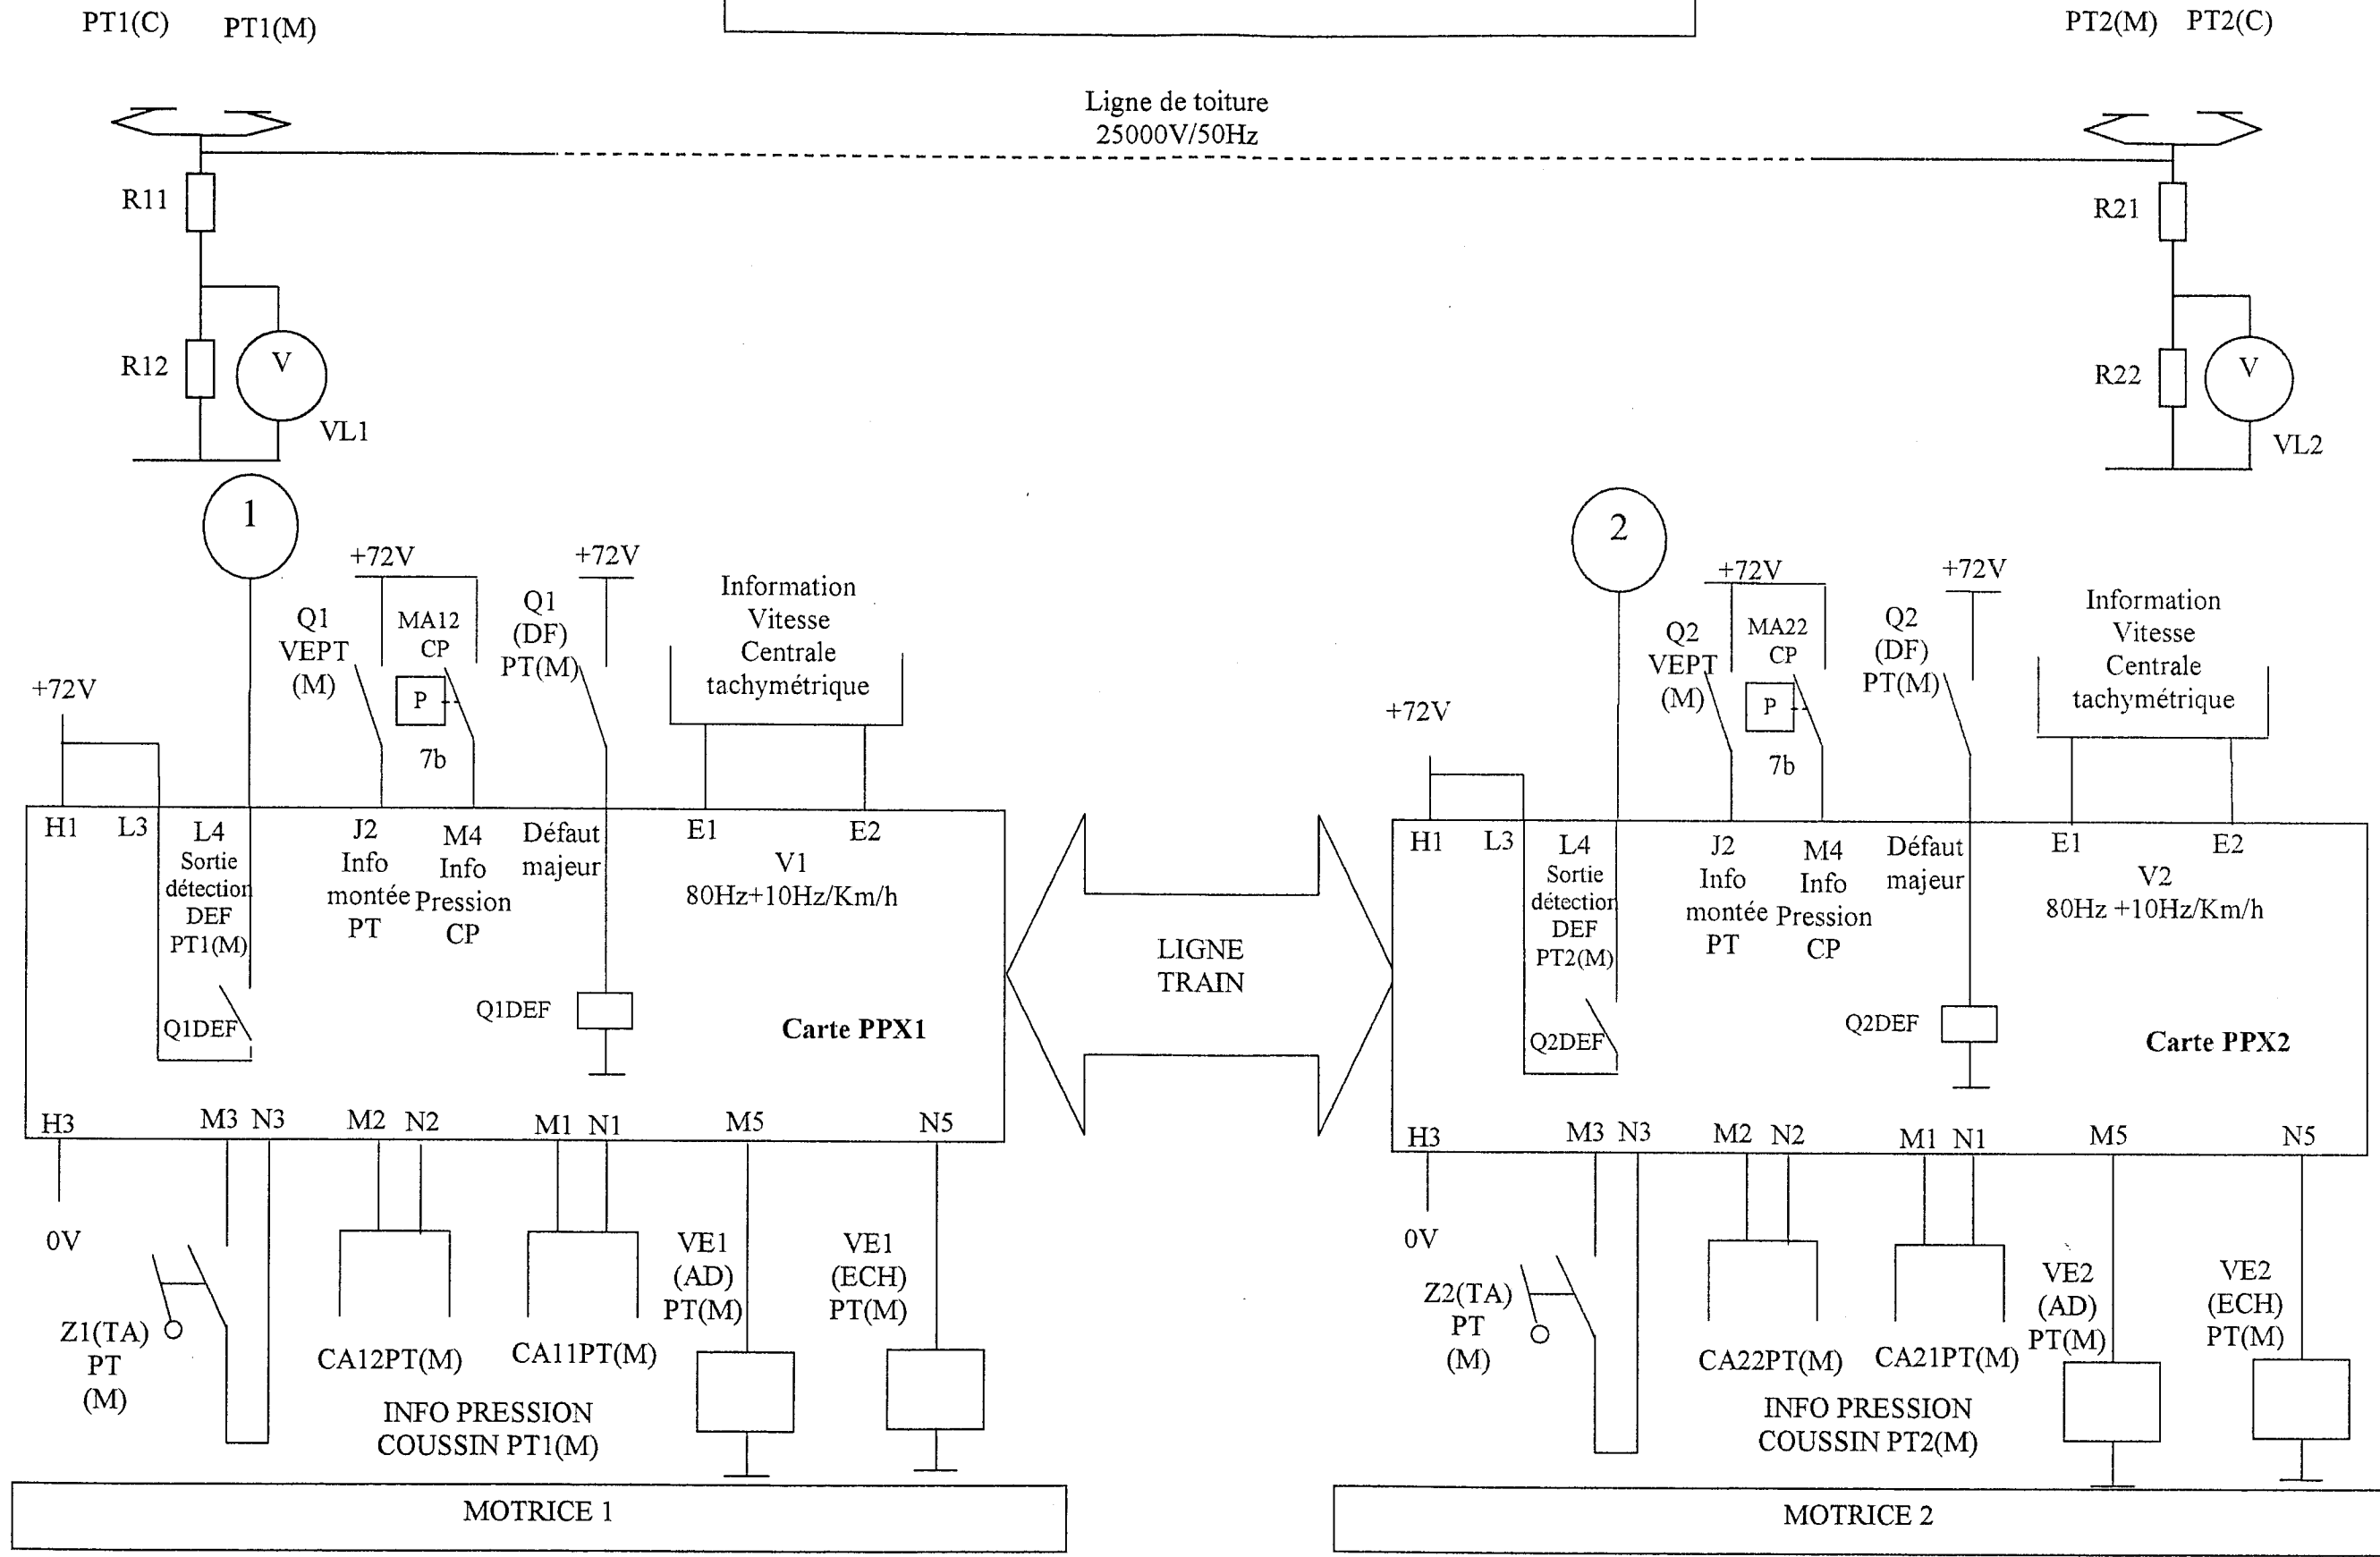 PT1(C) PT1(M)
PT2(M) PT2(C)
Ligne de toiture
25000V/50Hz
R11
R12
V
VL1
R21
R22
V
VL2
1
+72V
Q1
VEPT
(M)
+72V
MA12
CP
P
7b
+72V
Q1
(DF)
PT(M)
Information
Vitesse
Centrale
tachymétrique
H1
L3
L4
Sortie
détection
DEF
PT1(M)
J2
Info
montée
PT
M4
Info
Pression
CP
Défaut
majeur
E1
E2
V1
80Hz+10Hz/Km/h
Q1DEF
Q1DEF
Carte PPX1
H3
M3 N3
M2 N2
M1 N1
M5
N5
0V
Z1(TA)
PT
(M)
CA12PT(M)
CA11PT(M)
INFO PRESSION
COUSSIN PT1(M)
VE1
(AD)
PT(M)
VE1
(ECH)
PT(M)
MOTRICE 1
LIGNE
TRAIN
2
+72V
Q2
VEPT
(M)
+72V
MA22
CP
P
7b
+72V
Q2
(DF)
PT(M)
Information
Vitesse
Centrale
tachymétrique
H1
L3
L4
Sortie
détection
DEF
PT2(M)
J2
Info
montée
PT
M4
Info
Pression
CP
Défaut
majeur
E1
E2
V2
80Hz +10Hz/Km/h
Q2DEF
Q2DEF
Carte PPX2
H3
M3 N3
M2 N2
M1 N1
M5
N5
0V
Z2(TA)
PT
(M)
CA22PT(M)
CA21PT(M)
INFO PRESSION
COUSSIN PT2(M)
VE2
(AD)
PT(M)
VE2
(ECH)
PT(M)
MOTRICE 2